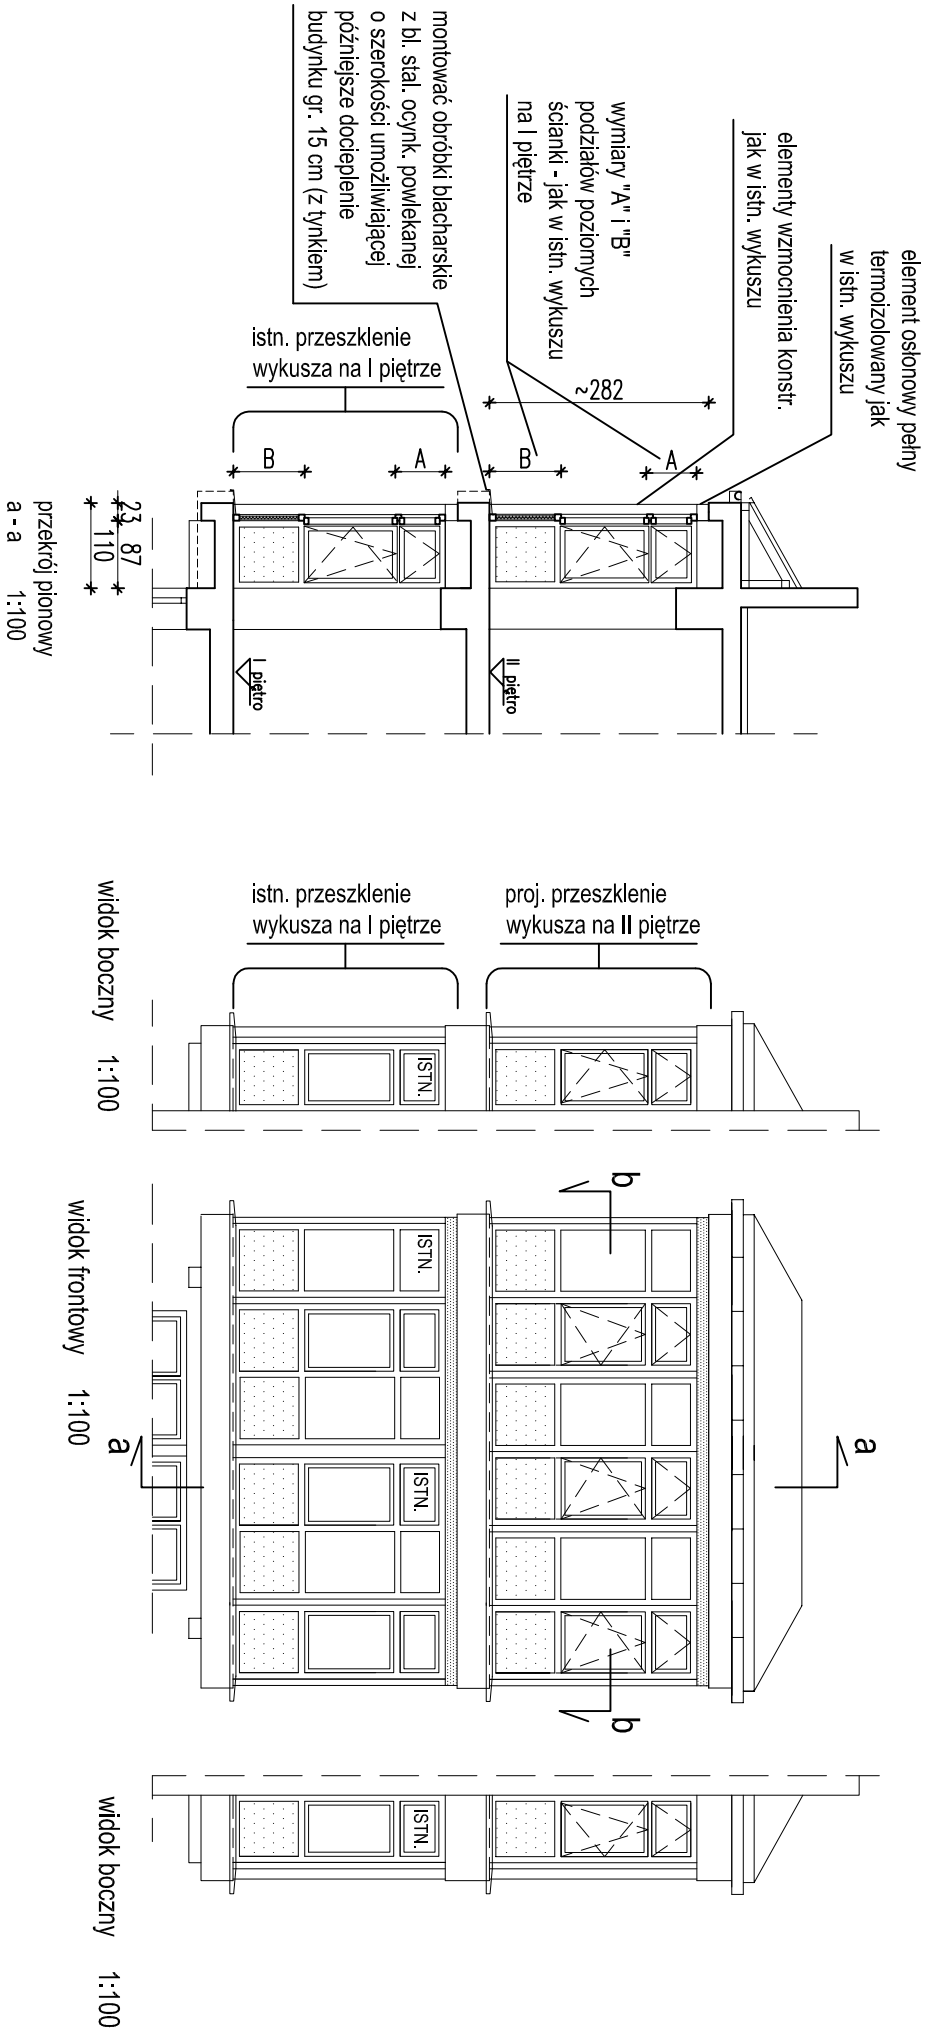 element osłonowy pełny
termoizolowany jak
w istn. wykuszu
elementy wzmocnienia konstr.
jak w istn. wykuszu
wymiary "A" i "B"
podziałów poziomych
ścianki - jak w istn. wykuszu
na I piętrze
montować obróbki blacharskie
z bl. stal. ocynk. powlekanej
o szerokości umożliwiającej
późniejsze docieplenie
budynku gr. 15 cm (z tynkiem)
istn. przeszklenie
wykusza na I piętrze
~282
B
A
B
A
23
87
110
I piętro
II piętro
przekrój pionowy
a - a 1:100
istn. przeszklenie
wykusza na I piętrze
proj. przeszklenie
wykusza na II piętrze
ISTN.
widok boczny 1:100
b
ISTN.
ISTN.
a
a
b
widok frontowy 1:100
ISTN.
widok boczny 1:100